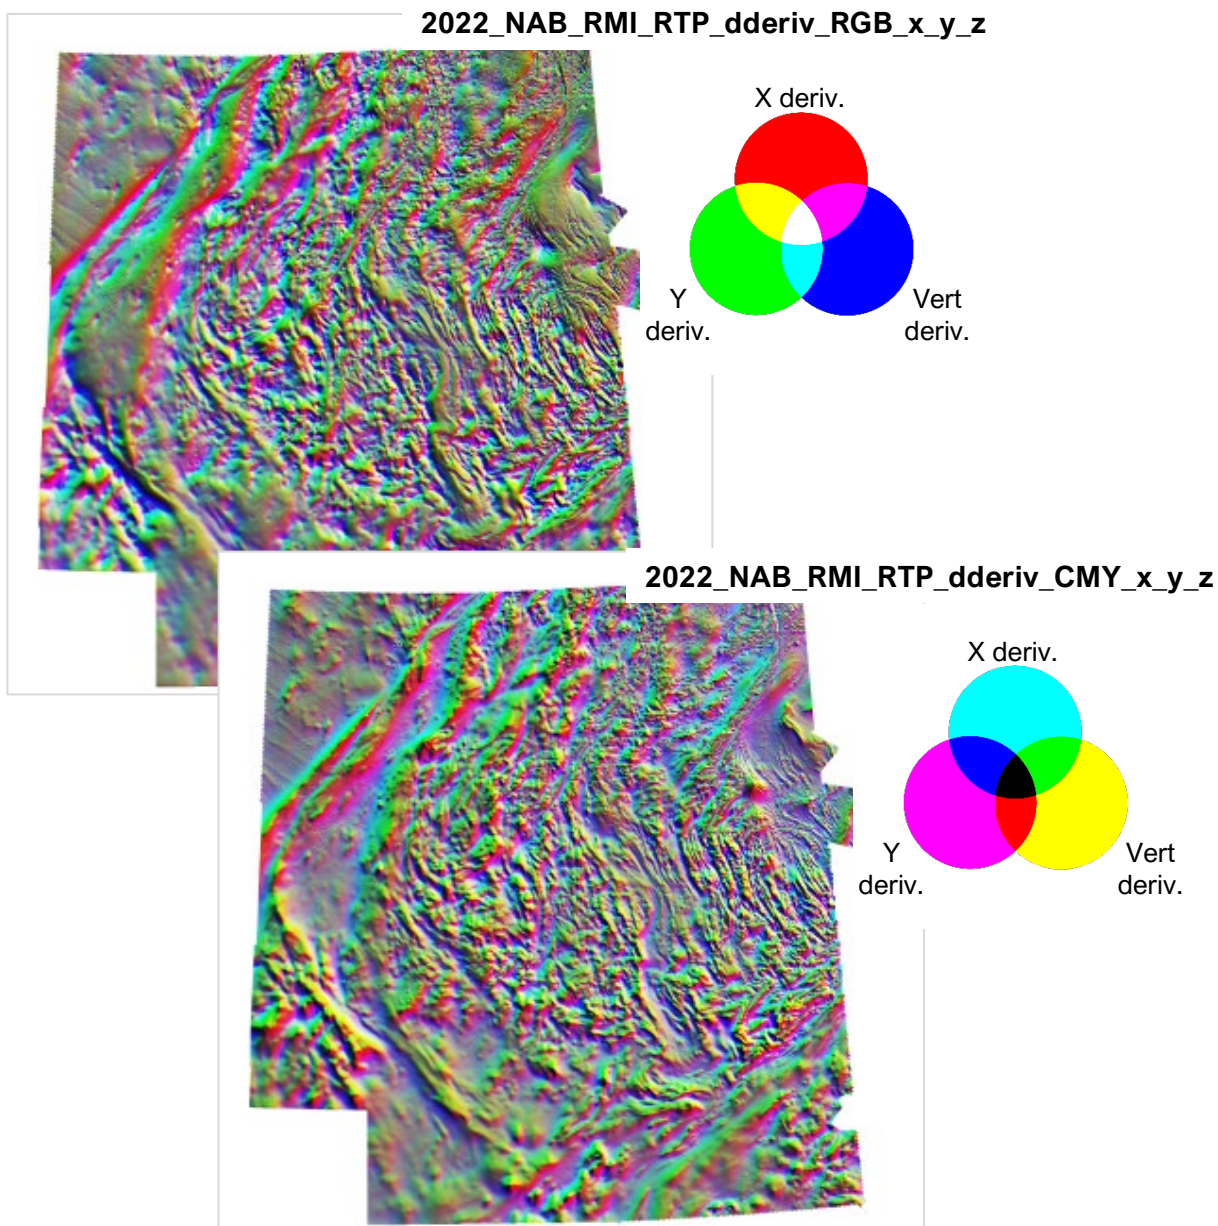 2022_NAB_RMI_RTP_dderiv_RGB_x_y_z
X deriv.
Y
deriv.
Vert
deriv.
2022_NAB_RMI_RTP_dderiv_CMY_x_y_z
X deriv.
Y
deriv.
Vert
deriv.